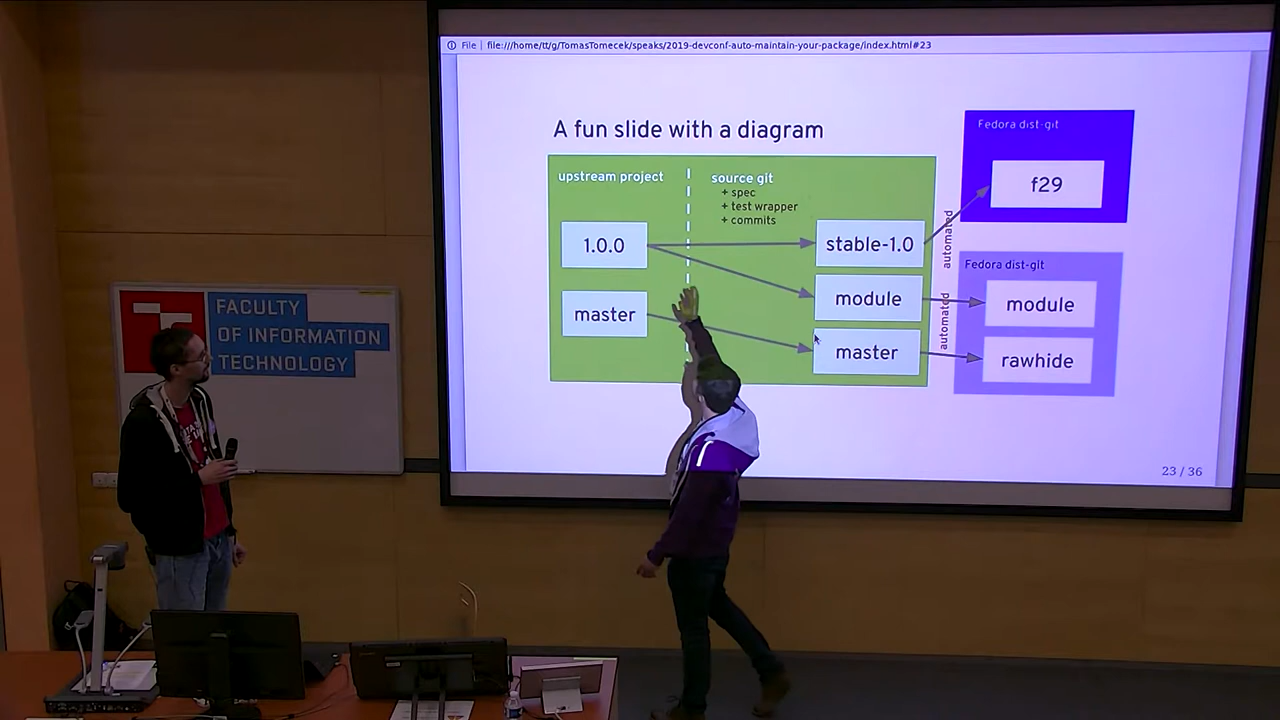 File | file:///home/tt/g/TomasTomecek/speaks/2019-devconf-auto-maintain-your-package/index.html#23
A fun slide with a diagram
upstream project
source git
+ spec
+ test wrapper
+ commits
1.0.0
master
stable-1.0
module
master
automated
automated
Fedora dist-git
f29
Fedora dist-git
module
rawhide
23 / 36
FACULTY
OF INFORMATION
TECHNOLOGY